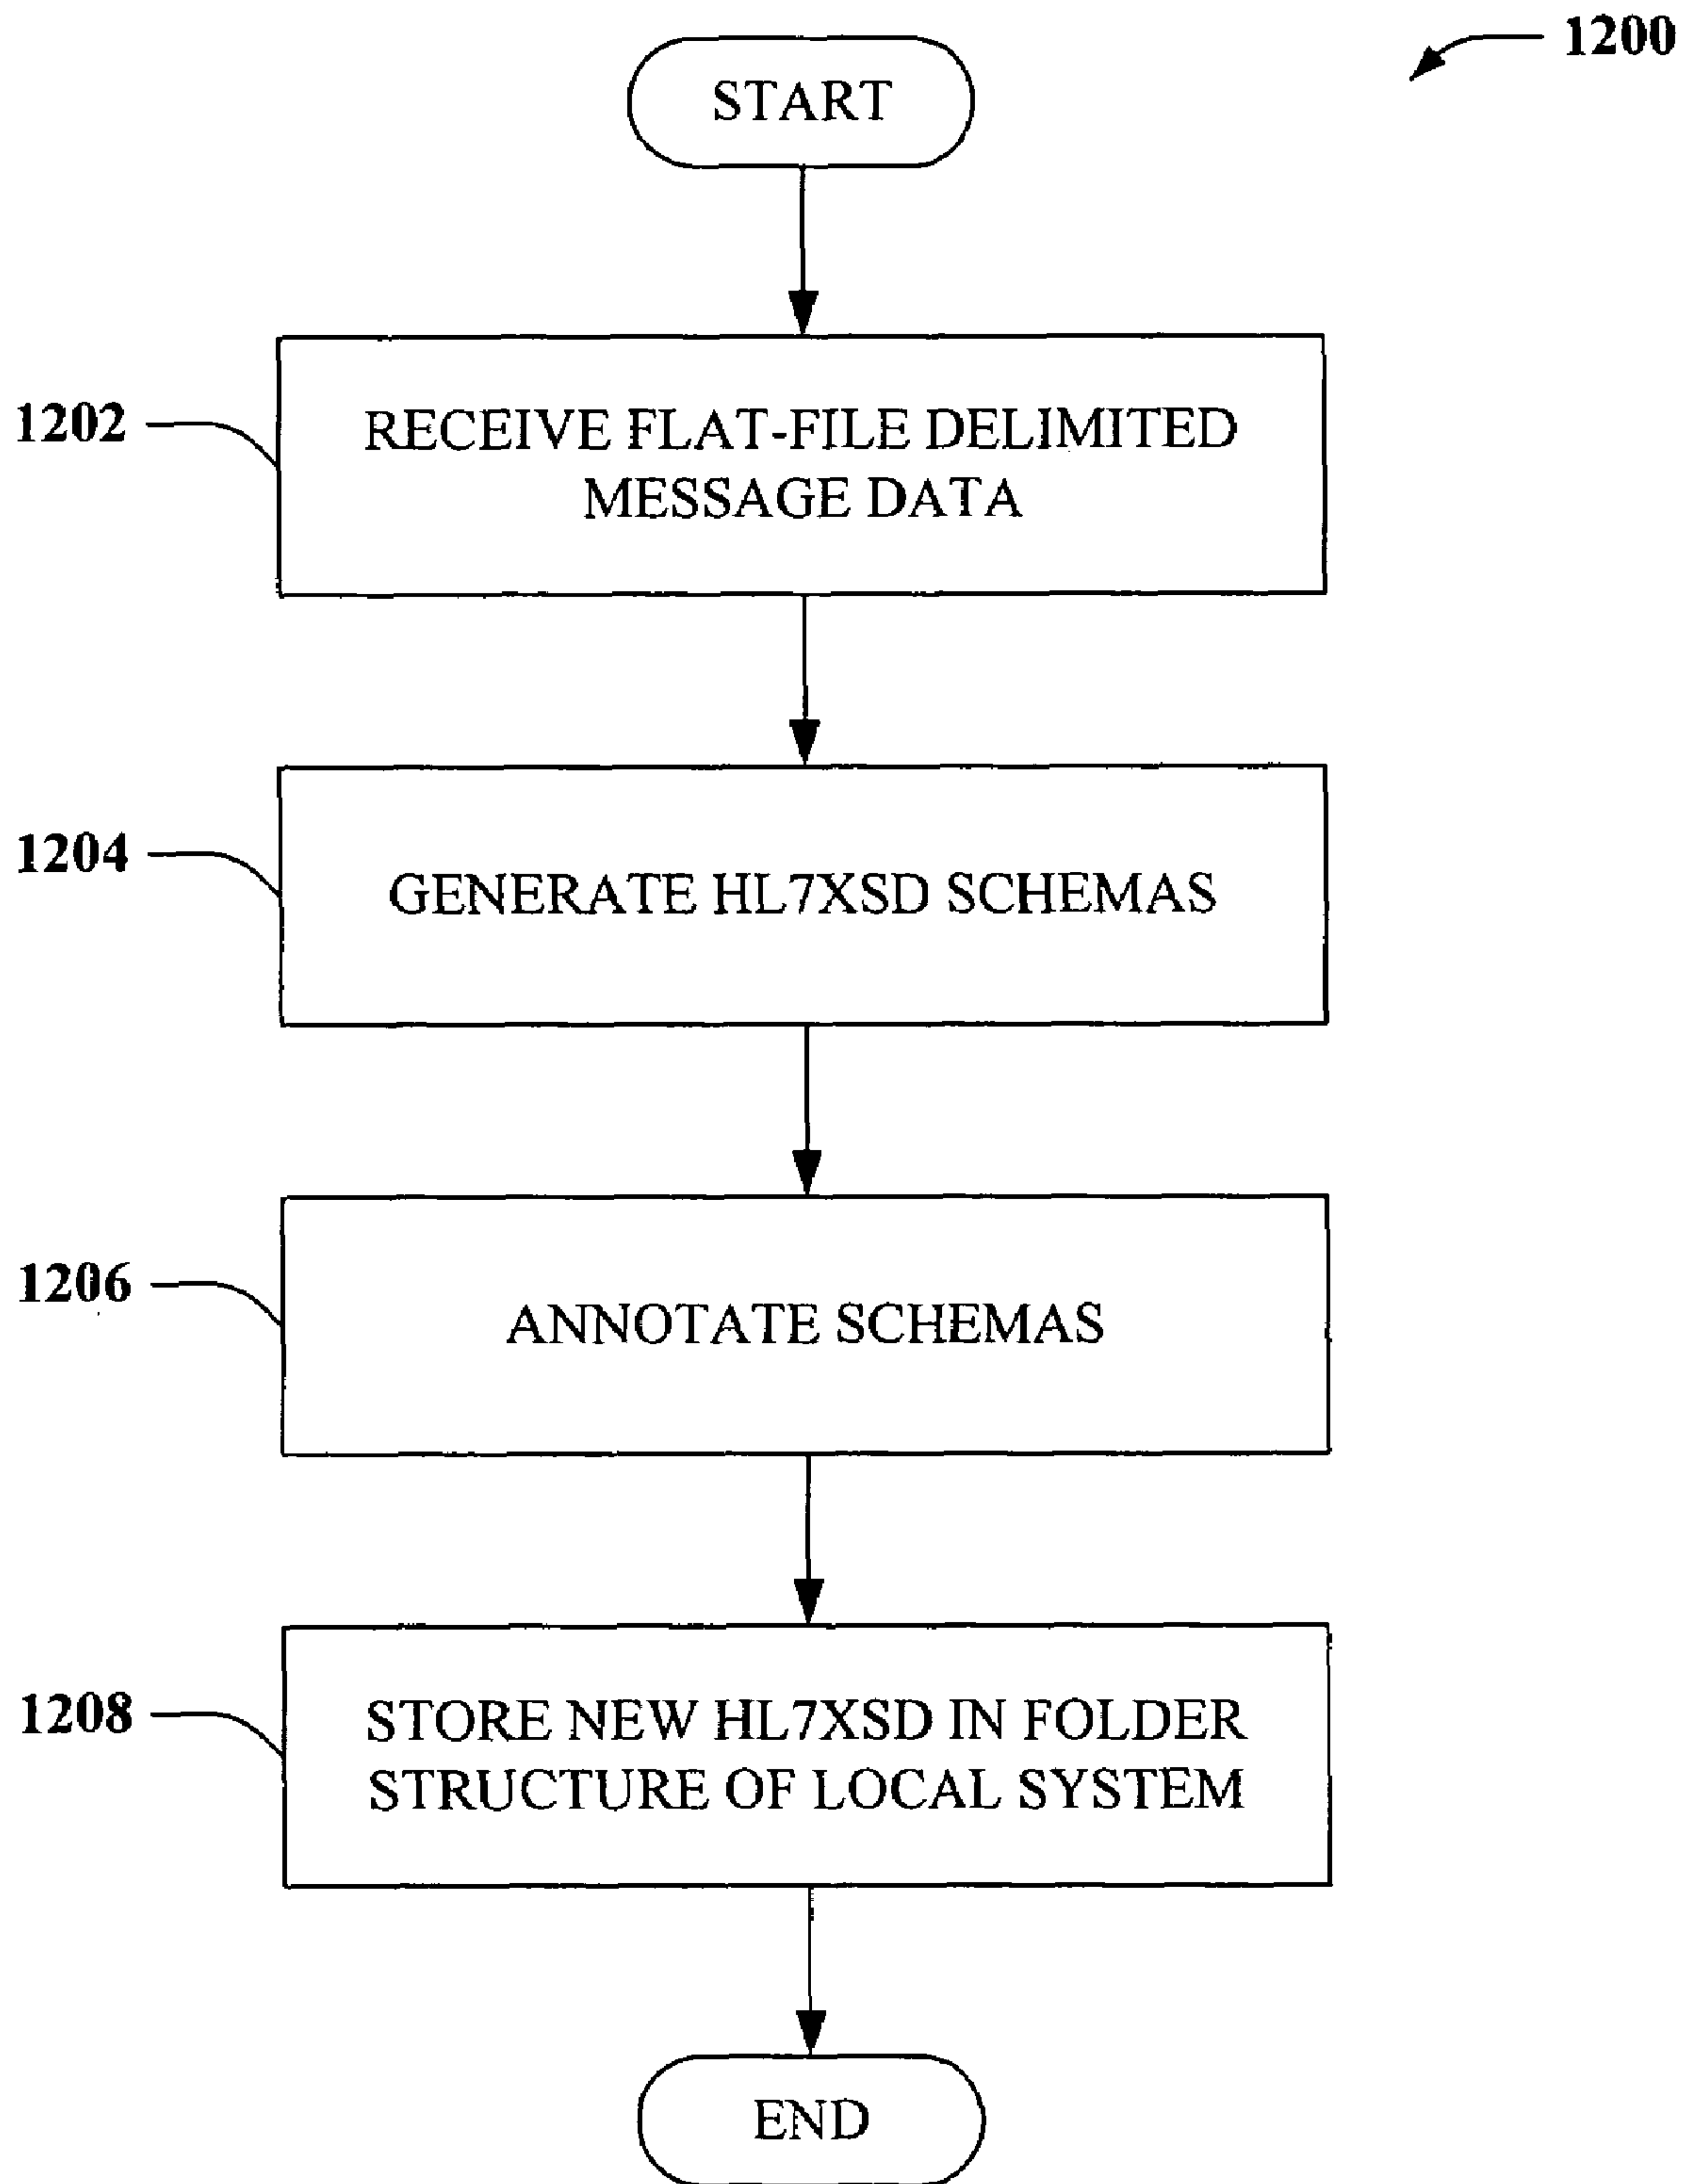 1200
START
1202
RECEIVE FLAT-FILE DELIMITED
MESSAGE DATA
1204
GENERATE HL7XSD SCHEMAS
1206
ANNOTATE SCHEMAS
1208
STORE NEW HL7XSD IN FOLDER
STRUCTURE OF LOCAL SYSTEM
END